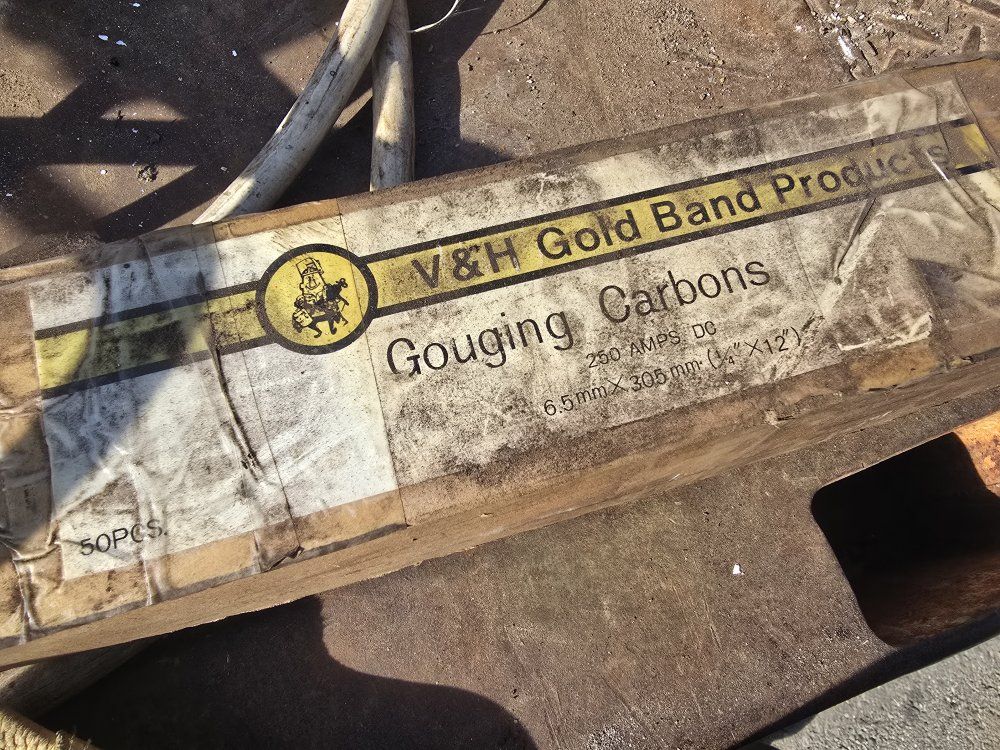 V&H Gold Band Products
Gouging Carbons
250 AMPS DC
6.5mm X 305mm (¼" X 12")
50PCS.